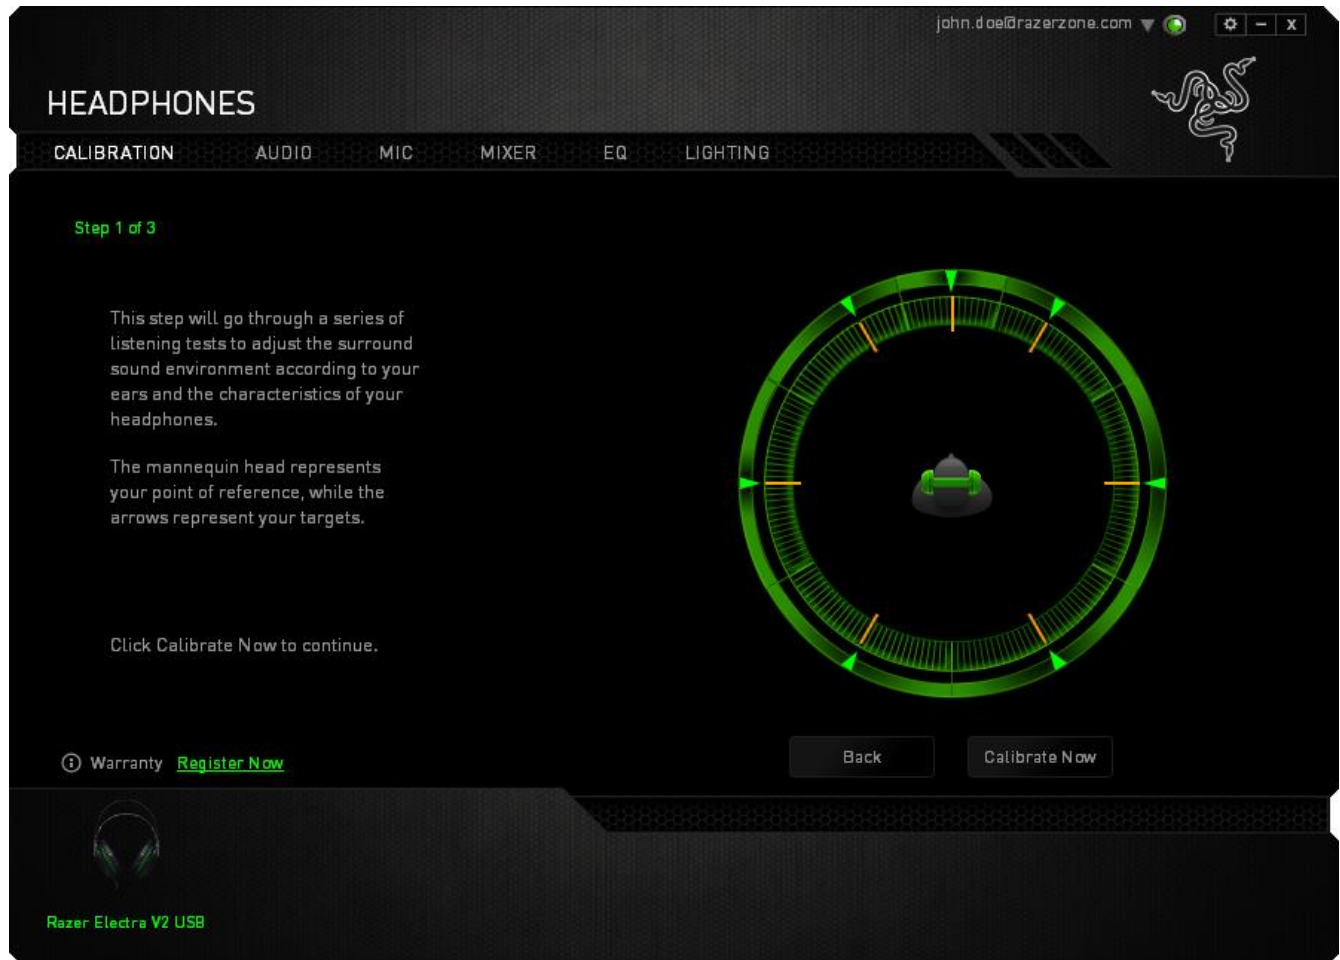 john.doe@razerzone.com
X
HEADPHONES
CALIBRATION AUDIO MIC MIXER EQ LIGHTING
Step 1 of 3
This step will go through a series of
listening tests to adjust the surround
sound environment according to your
ears and the characteristics of your
headphones.
The mannequin head represents
your point of reference, while the
arrows represent your targets.
Click Calibrate Now to continue.
Warranty Register Now
Back Calibrate Now
Razer Electra V2 USB